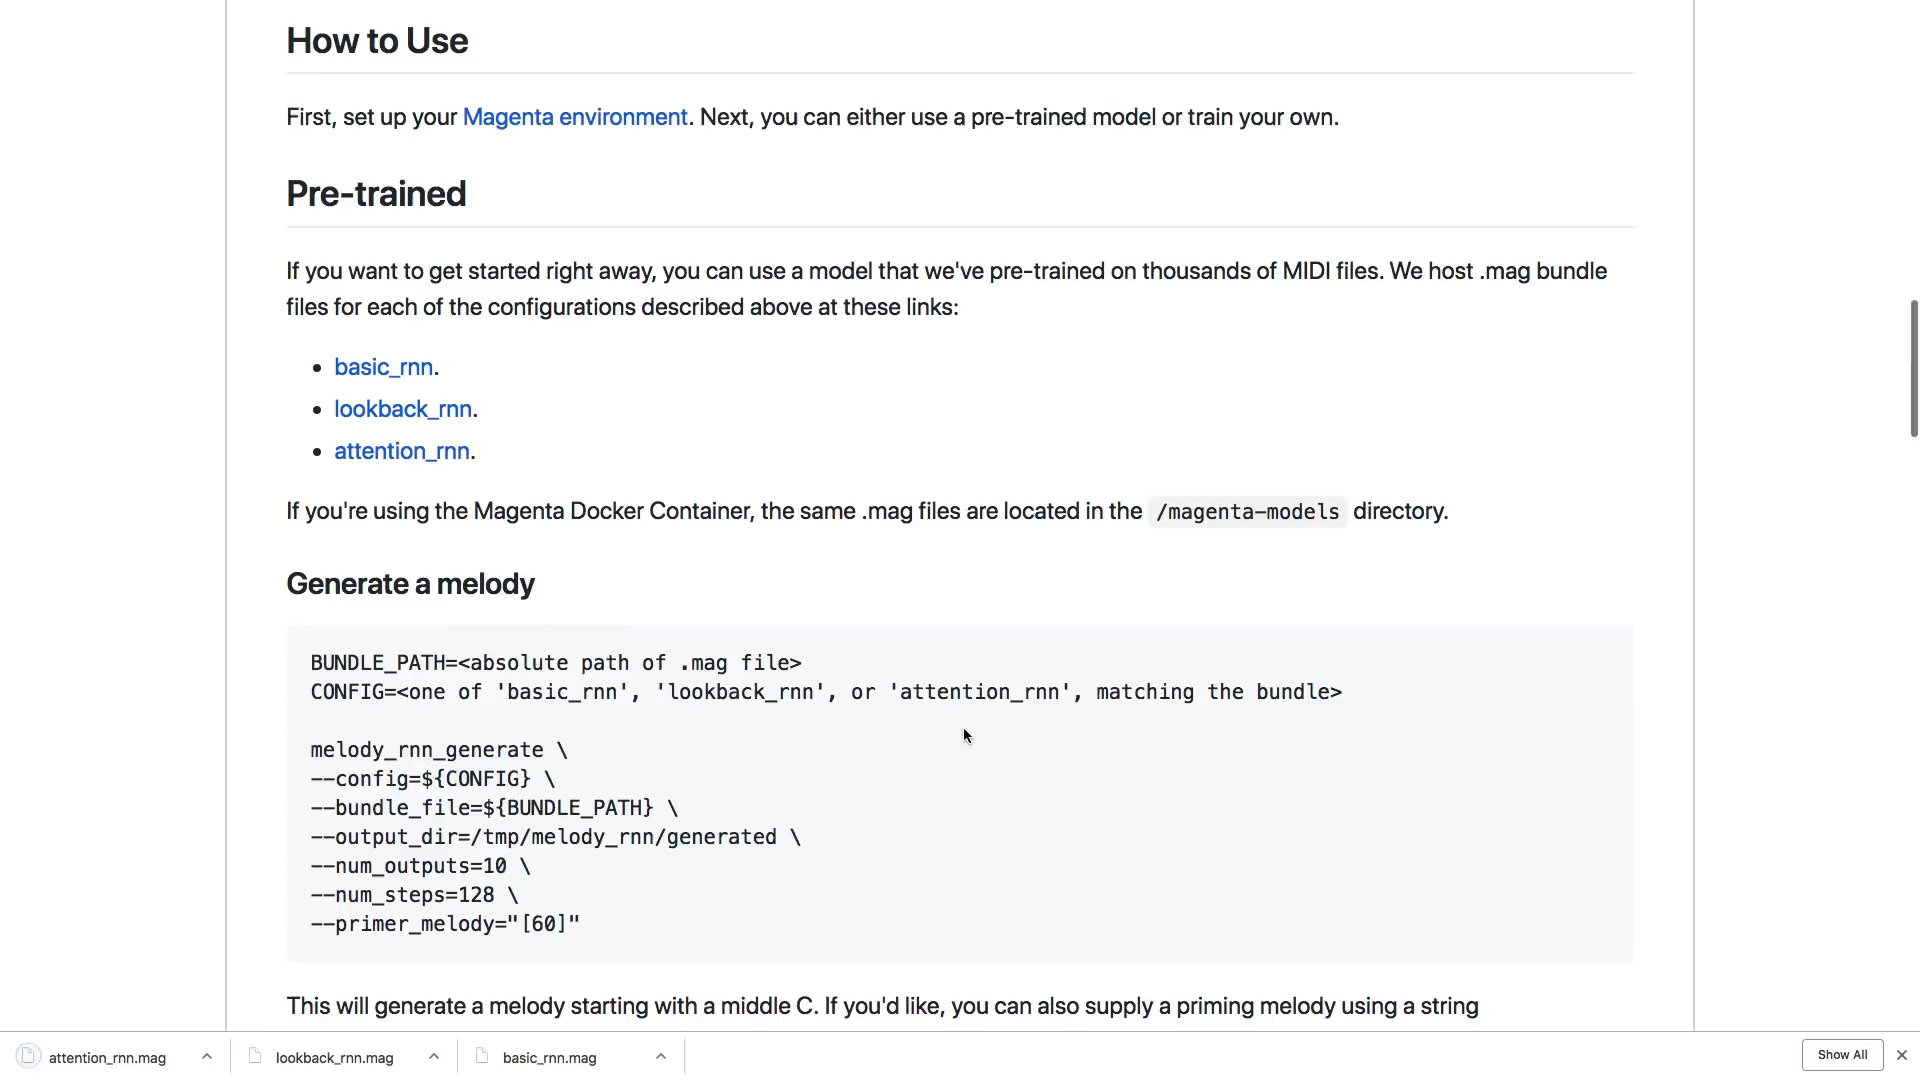 How to Use
First, set up your Magenta environment. Next, you can either use a pre-trained model or train your own.
Pre-trained
If you want to get started right away, you can use a model that we've pre-trained on thousands of MIDI files. We host .mag bundle
files for each of the configurations described above at these links:
• basic_rnn.
• lookback_rnn.
• attention_rnn.
If you're using the Magenta Docker Container, the same .mag files are located in the /magenta-models directory.
Generate a melody
BUNDLE_PATH=<absolute path of .mag file>
CONFIG=<one of 'basic_rnn', 'lookback_rnn', or 'attention_rnn', matching the bundle>
melody_rnn_generate \
--config=${CONFIG} \
--bundle_file=${BUNDLE_PATH} \
--output_dir=/tmp/melody_rnn/generated \
--num_outputs=10 \
--num_steps=128 \
--primer_melody="[60]"
This will generate a melody starting with a middle C. If you'd like, you can also supply a priming melody using a string
attention_rnn.mag lookback_rnn.mag basic_rnn.mag Show All